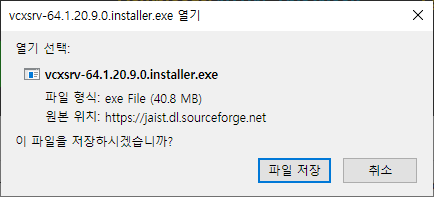 vcxsrv-64.1.20.9.0.installer.exe 열기
열기 선택:
vcxsrv-64.1.20.9.0.installer.exe
파일 형식: exe File (40.8 MB)
원본 위치: https://jaist.dl.sourceforge.net
이 파일을 저장하시겠습니까?
파일 저장 취소